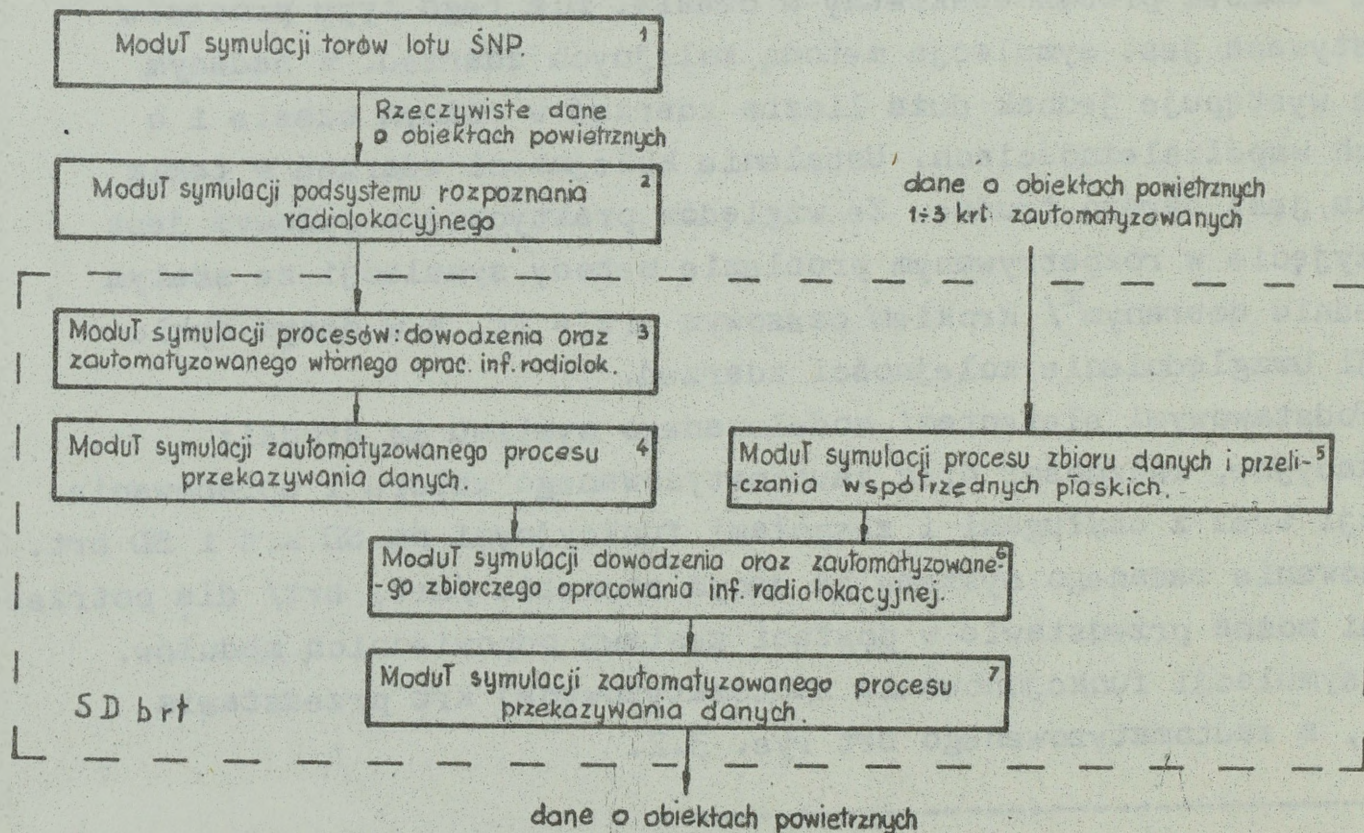 Moduł symulacji torów lotu ŚNP. 1
Rzeczywiste dane
o obiektach powietrznych
Moduł symulacji podsystemu rozpoznania 2
radiolokacyjnego
dane o obiektach powietrznych
1÷3 krt. zautomatyzowanych
Moduł symulacji procesów: dowodzenia oraz 3
zautomatyzowanego wtórnego oprac. inf. radiolok.
Moduł symulacji zautomatyzowanego procesu 4
przekazywania danych.
Moduł symulacji procesu zbioru danych i przeli- 5
-czania współrzędnych płaskich.
Moduł symulacji dowodzenia oraz zautomatyzowane- 6
-go zbiorczego opracowania inf. radiolokacyjnej.
Moduł symulacji zautomatyzowanego procesu 7
przekazywania danych.
SD brt
dane o obiektach powietrznych